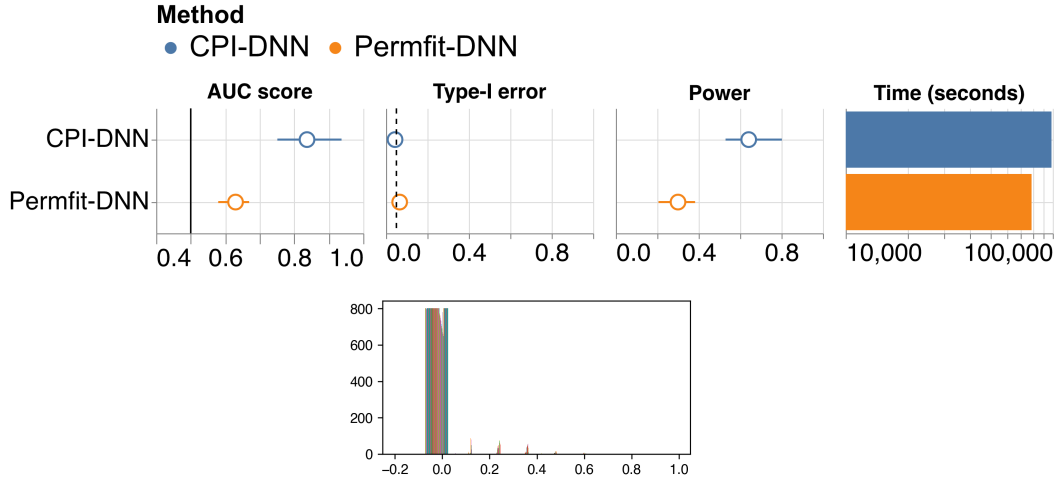 Method
CPI-DNN Permfit-DNN
AUC score Type-I error Power Time (seconds)
CPI-DNN
Permfit-DNN
0.4 0.6 0.8 1.0 0.0 0.4 0.8 0.0 0.4 0.8 10,000 100,000
800
600
400
200
0
−0.2 0.0 0.2 0.4 0.6 0.8 1.0